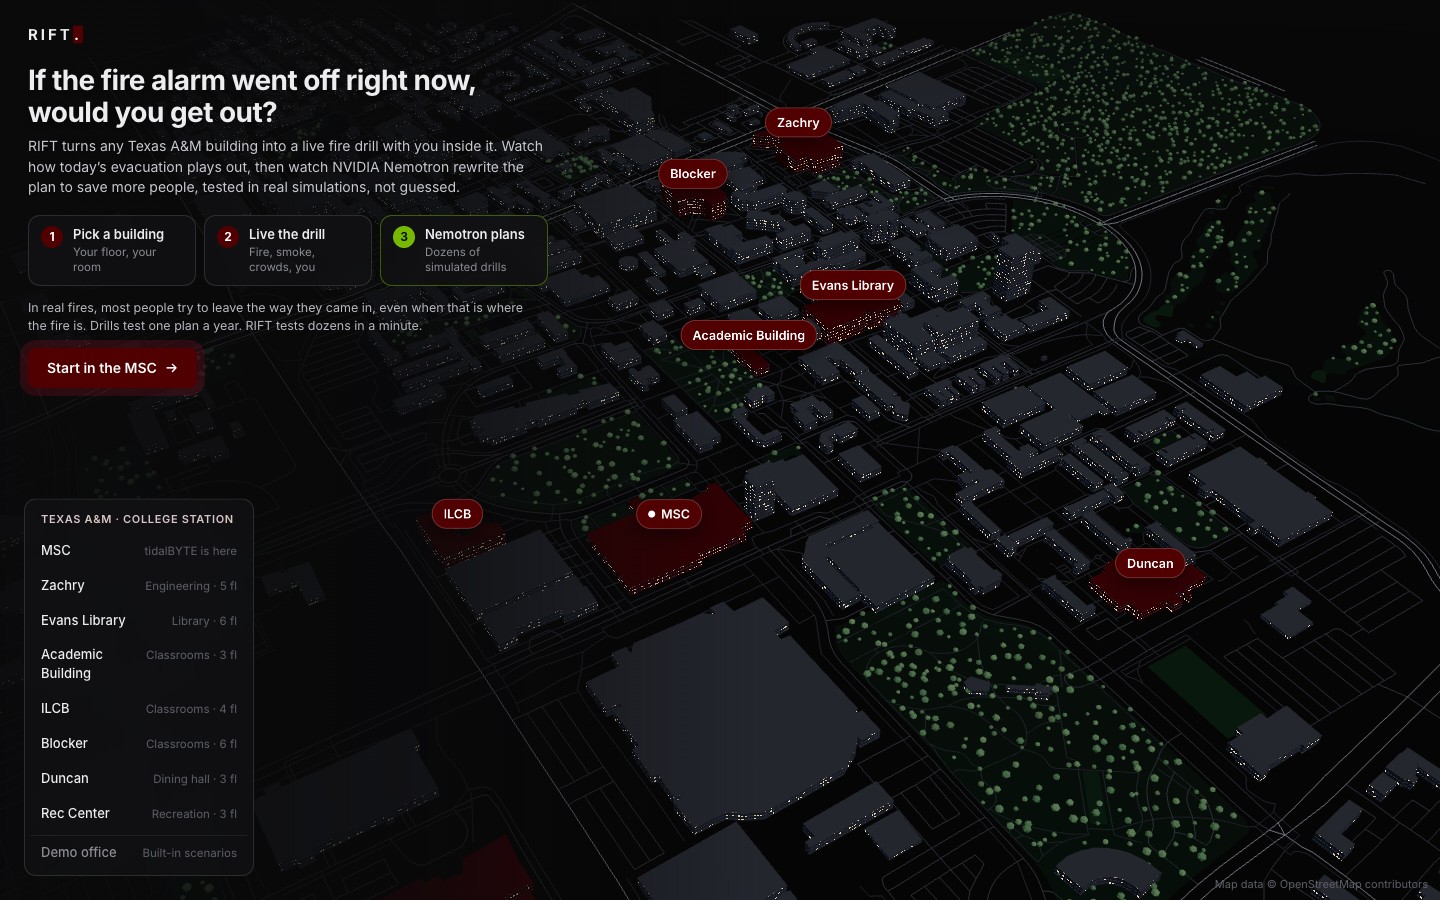 RIFT.
If the fire alarm went off right now,
would you get out?
RIFT turns any Texas A&M building into a live fire drill with you inside it. Watch
how today's evacuation plays out, then watch NVIDIA Nemotron rewrite the
plan to save more people, tested in real simulations, not guessed.
1 Pick a building
Your floor, your
room
2 Live the drill
Fire, smoke,
crowds, you
3 Nemotron plans
Dozens of
simulated drills
In real fires, most people try to leave the way they came in, even when that is where
the fire is. Drills test one plan a year. RIFT tests dozens in a minute.
Start in the MSC →
Zachry
Blocker
Evans Library
Academic Building
ILCB
MSC
Duncan
TEXAS A&M · COLLEGE STATION
MSC tidalBYTE is here
Zachry Engineering · 5 fl
Evans Library Library · 6 fl
Academic Building Classrooms · 3 fl
ILCB Classrooms · 4 fl
Blocker Classrooms · 6 fl
Duncan Dining hall · 3 fl
Rec Center Recreation · 3 fl
Demo office Built-in scenarios
Map data © OpenStreetMap contributors